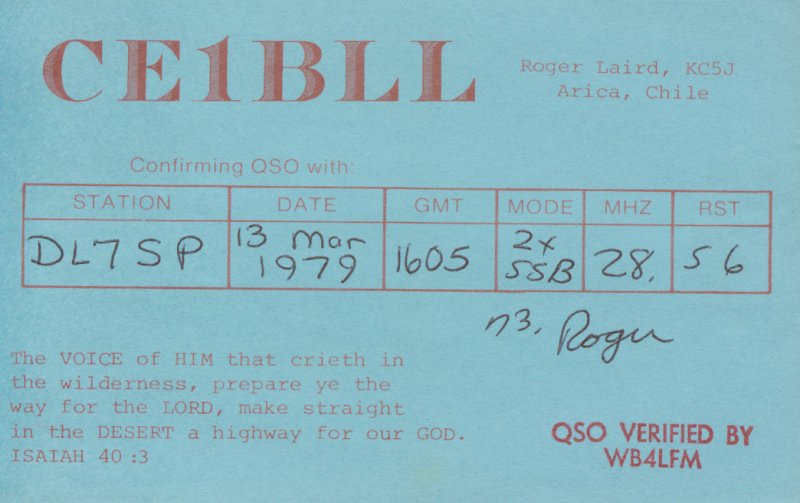 CE1BLL
Roger Laird, KC5J
Arica, Chile
Confirming QSO with:
STATION DATE GMT MODE MHZ RST
DL7SP 13 Mar 1979 1605 2x SSB 28. 56
73, Roger
The VOICE of HIM that crieth in
the wilderness, prepare ye the
way for the LORD, make straight
in the DESERT a highway for our GOD.
ISAIAH 40:3
QSO VERIFIED BY
WB4LFM